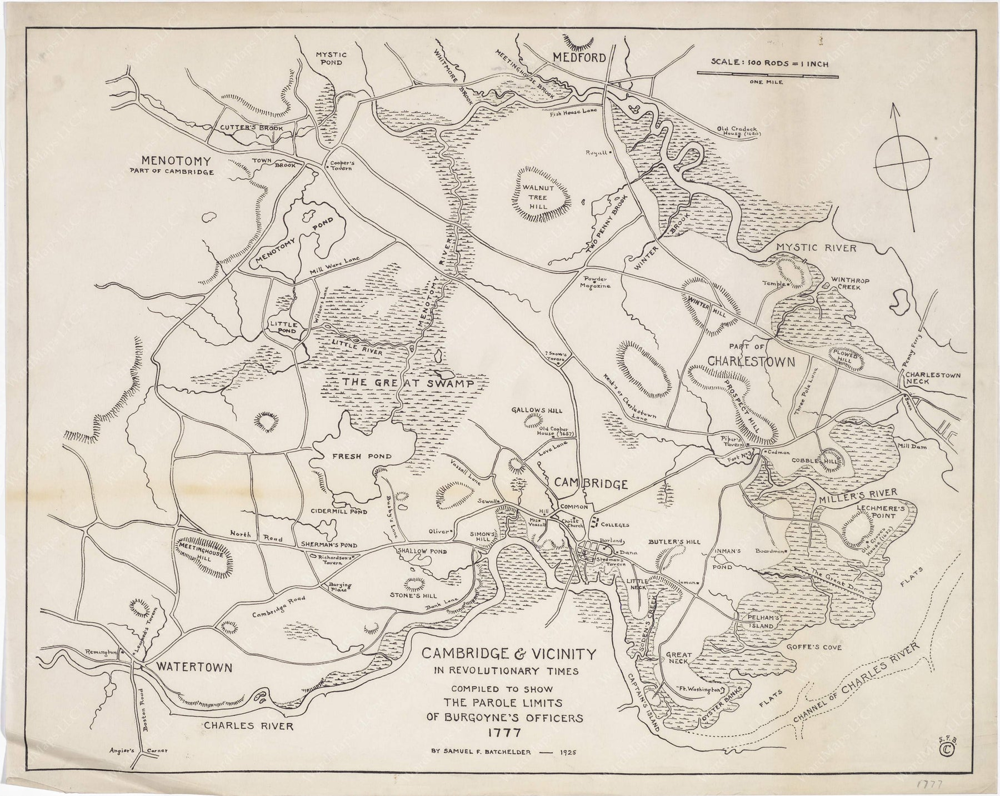 MYSTIC
POND
WHITMORE BROOK
MEETINGHOUSE BROOK
MEDFORD
SCALE: 100 RODS = 1 INCH
ONE MILE
Fish House Lane
Old Cradock
House (1680)
CUTTER'S BROOK
MENOTOMY
PART OF CAMBRIDGE
TOWN
BROOK
Cooper's
Tavern
Royall
WALNUT
TREE
HILL
TWO PENNY BROOK
WINTER BROOK
MENOTOMY POND
MENOTOMY RIVER
Mill Ware Lane
MYSTIC RIVER
Powder
Magazine
Temple
WINTHROP
CREEK
WINTER HILL
Wilson's Lane
LITTLE
POND
LITTLE RIVER
? Snow's
Tavern
PART OF
CHARLESTOWN
PLOWED
HILL
Penny Ferry
CHARLESTOWN
NECK
Swan
THE GREAT SWAMP
Kent's or Charlestown
Lane
PROSPECT HILL
Three Pole Lane
GALLOWS HILL
Old Cooper
House (1657)
Love Lane
Piper's
Tavern
Fort No 3
Codman
COBBLE HILL
Mill Dam
FRESH POND
Vassall Lane
CAMBRIDGE
MILLER'S RIVER
LECHMERE'S
POINT
Old Graves
House (1632)
CIDERMILL POND
Busby's Lane
Sewall
Hill
COMMON
Mrs
Vassall
Christ
Church
COLLEGES
Oliver
SIMON'S
HILL
North Road
SHERMAN'S POND
MEETINGHOUSE
HILL
Richardson's
Tavern
SHALLOW POND
Borland
Dana
Stedman's
Tavern
BUTLER'S HILL
INMAN'S
POND
Boardman
The Great Dam
FLATS
Burying
Place
STONE'S HILL
Bank Lane
LITTLE
NECK
Inman
Cambridge Road
PELHAM'S
ISLAND
SODEN'S CREEK
GOFFE'S COVE
Learned's Tavern
Remington
WATERTOWN
GREAT
NECK
"Ft. Washington"
OYSTER BANKS
CAPTAIN'S ISLAND
FLATS
CHANNEL OF CHARLES RIVER
Boston Road
CHARLES RIVER
Angier's Corner
CAMBRIDGE & VICINITY
IN REVOLUTIONARY TIMES
COMPILED TO SHOW
THE PAROLE LIMITS
OF BURGOYNE'S OFFICERS
1777
BY SAMUEL F. BATCHELDER — 1925
S. F. B.
©
1777
WardMaps LLC™